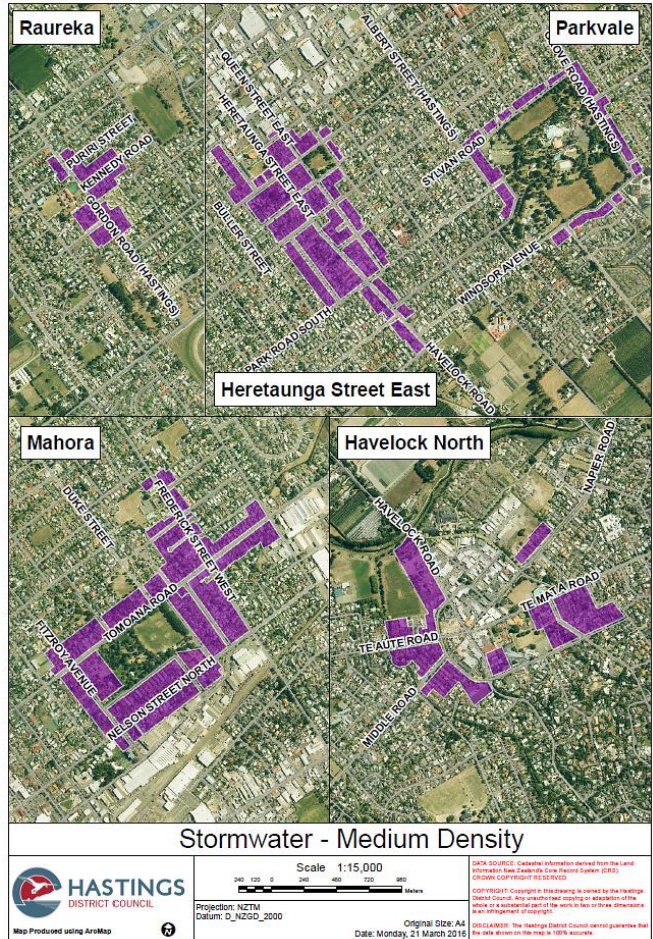 Raureka
Parkvale
PURIRI STREET
KENNEDY ROAD
GORDON ROAD (HASTINGS)
QUEEN STREET EAST
HERETAUNGA STREET EAST
BULLER STREET
PARK ROAD SOUTH
ALBERT STREET (HASTINGS)
SYLVAN ROAD
GROVE ROAD (HASTINGS)
WINDSOR AVENUE
HAVELOCK ROAD
Heretaunga Street East
Mahora
Havelock North
DUKE STREET
FREDERICK STREET WEST
TOMOANA ROAD
FITZROY AVENUE
NELSON STREET NORTH
HAVELOCK ROAD
NAPIER ROAD
TE MATA ROAD
TE AUTE ROAD
MIDDLE ROAD
Stormwater - Medium Density
HASTINGS
DISTRICT COUNCIL
Map Produced using ArcMap
Scale 1:15,000
240 120 0 240 480 720 960
Meters
Projection: NZTM
Datum: D_NZGD_2000
Original Size: A4
Date: Monday, 21 March 2016
DATA SOURCE: Cadastral information derived from the Land
Information New Zealand's Core Record System (CRS).
CROWN COPYRIGHT RESERVED
COPYRIGHT: Copyright in this drawing is owned by the Hastings
District Council. Any unauthorised copying or adaptation of the
whole or a substantial part of the work in two or three dimensions
is an infringement of copyright.
DISCLAIMER: The Hastings District Council cannot guarantee that
the data shown on this map is 100% accurate.